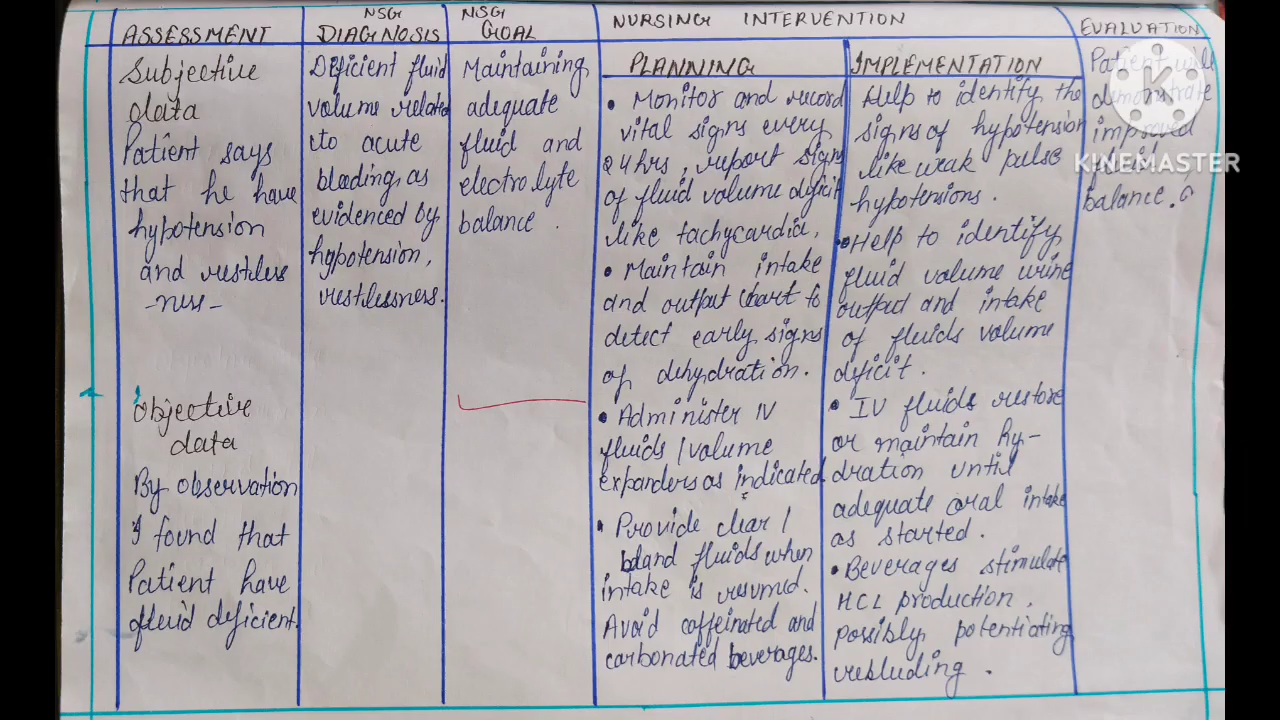 ASSESSMENT
Subjective
data
Patient says
that he have
hypotension
and restless
-ness-
objective
data
By observation
I found that
Patient have
fluid deficient.
NSG
DIAGNOSIS
Dificient fluid
volume related
to acute
bleeding, as
evidenced by
hypotension,
restlessness.
NSG
GOAL
Maintaining
adequate
fluid and
electrolyte
balance.
NURSING INTERVENTION
PLANNING
• Monitor and record
vital signs every
24hrs, report signs
of fluid volume deficit
like tachycardia,
• Maintain intake
and output chart to
detect early signs
of dehydration.
• Administer IV
fluids / volume
expanders as indicated.
• Provide clear /
bland fluids when
intake is resumed.
Avoid caffeinated and
carbonated beverages.
IMPLEMENTATION
Help to identify the
signs of hypotension
like weak pulse
hypotensions.
• Help to identify
fluid volume urine
output and intake
of fluids volume
deficit.
• IV fluids restore
or maintain hy-
dration until
adequate oral intake
as started.
• Beverages stimulate
HCL production.
possibly potentiating
rebleeding.
EVALUATION
Patient will
demonstrate
improved
fluid
balance.
KINEMASTER